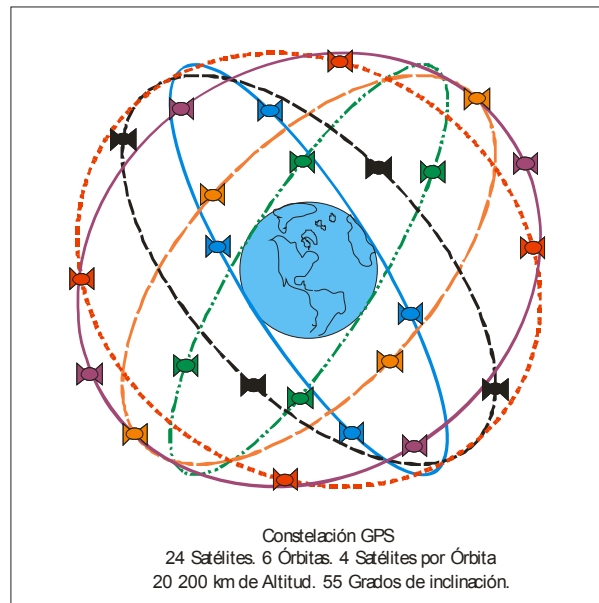 Constelación GPS
24 Satélites. 6 Órbitas. 4 Satélites por Órbita
20 200 km de Altitud. 55 Grados de inclinación.